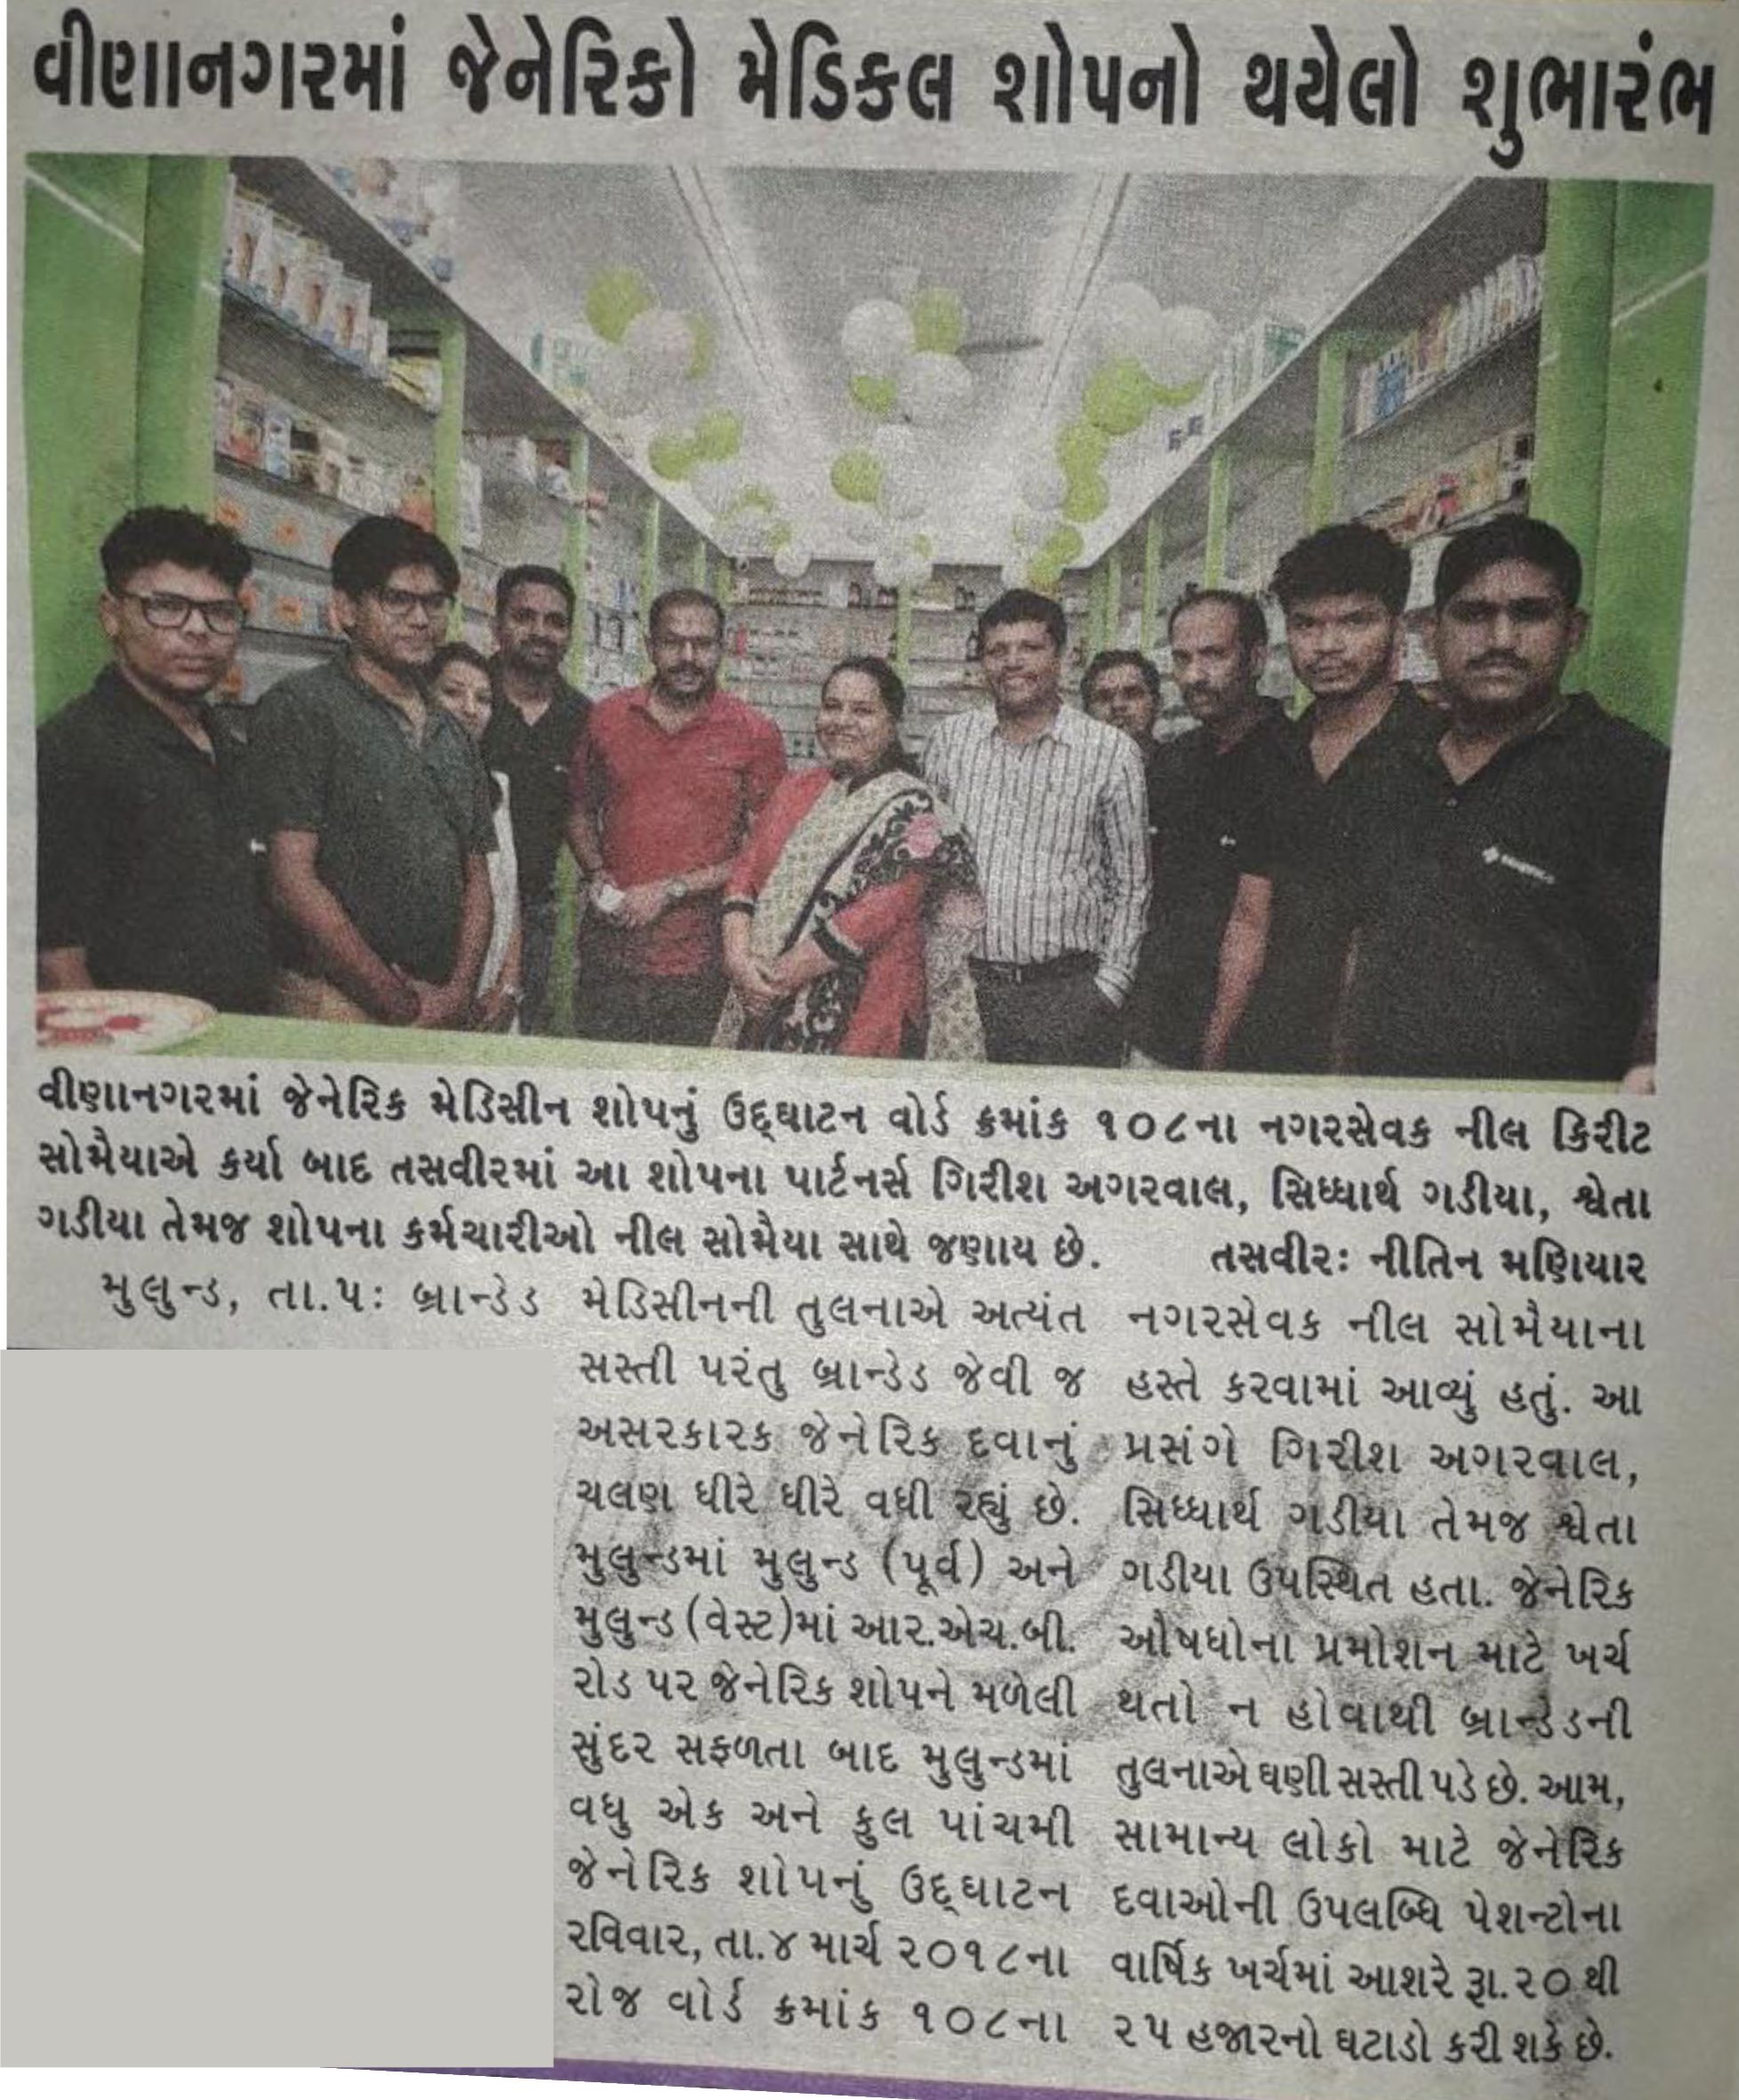 વીણાનગરમાં જેનેરિકો મેડિકલ શોપનો થયેલો શુભારંભ
વીણાનગરમાં જેનેરિક મેડિસીન શોપનું ઉદ્‌ઘાટન વોર્ડ ક્રમાંક ૧૦૮ના નગરસેવક નીલ કિરીટ
સોમૈયાએ કર્યા બાદ તસવીરમાં આ શોપના પાર્ટનર્સ ગિરીશ અગરવાલ, સિધ્ધાર્થ ગડીયા, શ્વેતા
ગડીયા તેમજ શોપના કર્મચારીઓ નીલ સોમૈયા સાથે જણાય છે. તસવીરઃ નીતિન મણિયાર
મુલુન્ડ, તા.૫ઃ બ્રાન્ડેડ
મેડિસીનની તુલનાએ અત્યંત
સસ્તી પરંતુ બ્રાન્ડેડ જેવી જ
અસરકારક જેનેરિક દવાનું
ચલણ ધીરે ધીરે વધી રહ્યું છે.
મુલુન્ડમાં મુલુન્ડ (પૂર્વ) અને
મુલુન્ડ (વેસ્ટ)માં આર.એચ.બી.
રોડ પર જેનેરિક શોપને મળેલી
સુંદર સફળતા બાદ મુલુન્ડમાં
વધુ એક અને કુલ પાંચમી
જેનેરિક શોપનું ઉદ્‌ઘાટન
રવિવાર, તા.૪ માર્ચ ૨૦૧૮ના
રોજ વોર્ડ ક્રમાંક ૧૦૮ના
નગરસેવક નીલ સોમૈયાના
હસ્તે કરવામાં આવ્યું હતું. આ
પ્રસંગે ગિરીશ અગરવાલ,
સિધ્ધાર્થ ગડીયા તેમજ શ્વેતા
ગડીયા ઉપસ્થિત હતા. જેનેરિક
ઔષધોના પ્રમોશન માટે ખર્ચ
થતો ન હોવાથી બ્રાન્ડેડની
તુલનાએ ઘણી સસ્તી પડે છે. આમ,
સામાન્ય લોકો માટે જેનેરિક
દવાઓની ઉપલબ્ધિ પેશન્ટોના
વાર્ષિક ખર્ચમાં આશરે રૂા.૨૦ થી
૨૫ હજારનો ઘટાડો કરી શકે છે.